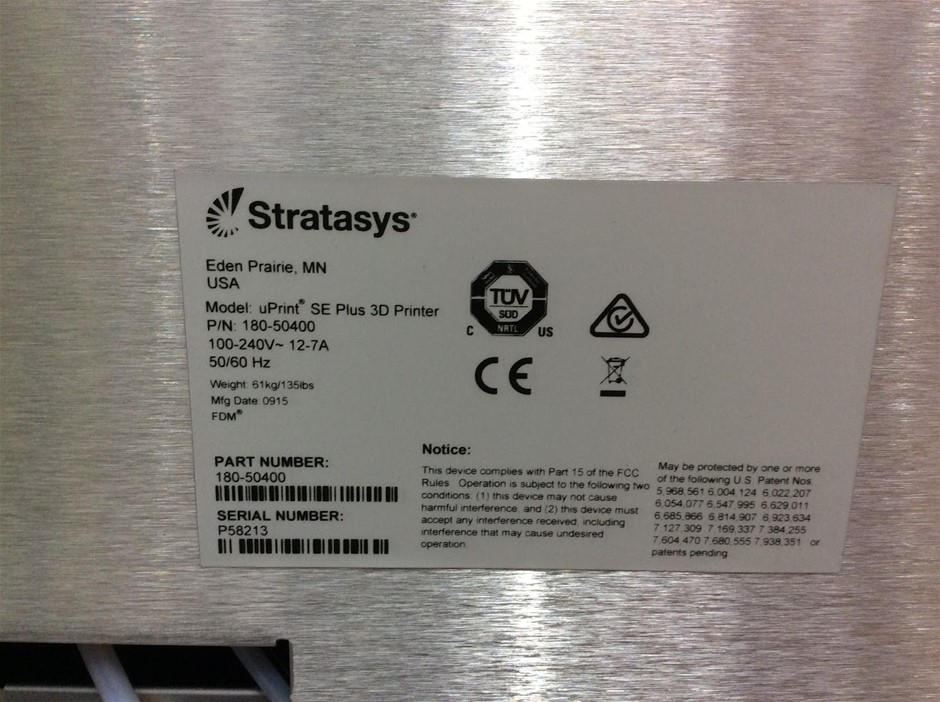 Stratasys®
Eden Prairie, MN
USA
Model: uPrint® SE Plus 3D Printer
P/N: 180-50400
100-240V~ 12-7A
50/60 Hz
Weight: 61kg/135lbs
Mfg Date: 0915
FDM®
PART NUMBER:
180-50400
SERIAL NUMBER:
P58213
TÜV
SÜD
NRTL
C US
CE
Notice:
This device complies with Part 15 of the FCC
Rules. Operation is subject to the following two
conditions: (1) this device may not cause
harmful interference, and (2) this device must
accept any interference received, including
interference that may cause undesired
operation.
May be protected by one or more
of the following U.S. Patent Nos.
5,968,561 6,004,124 6,022,207
6,054,077 6,547,995 6,629,011
6,685,866 6,814,907 6,923,634
7,127,309 7,169,337 7,384,255
7,604,470 7,680,555 7,938,351 or
patents pending